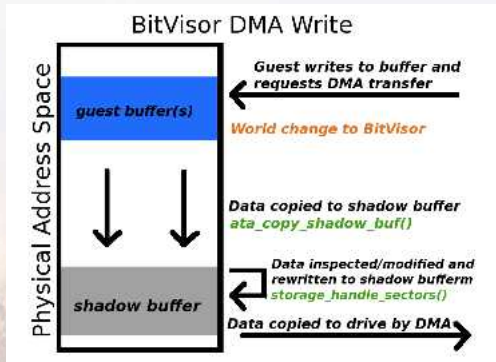 BitVisor DMA Write
Physical Address Space
Guest writes to buffer and
requests DMA transfer
guest buffer(s)
World change to BitVisor
Data copied to shadow buffer
ata_copy_shadow_buf()
Data inspected/modified and
rewritten to shadow bufferm
storage_handle_sectors()
shadow buffer
Data copied to drive by DMA